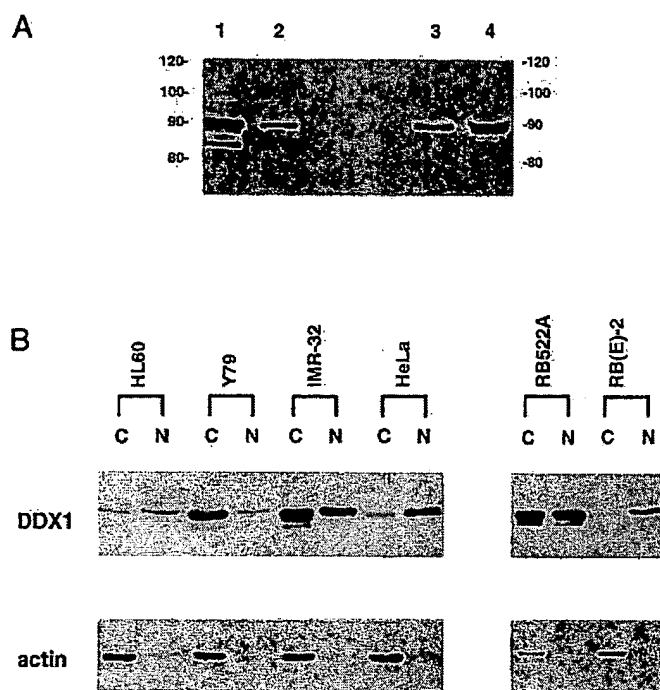 A
1 2 3 4
120- -120
100- -100
90- -90
80- -80
B
HL60 Y79 IMR-32 HeLa RB522A RB(E)-2
C N C N C N C N C N C N
DDX1
actin